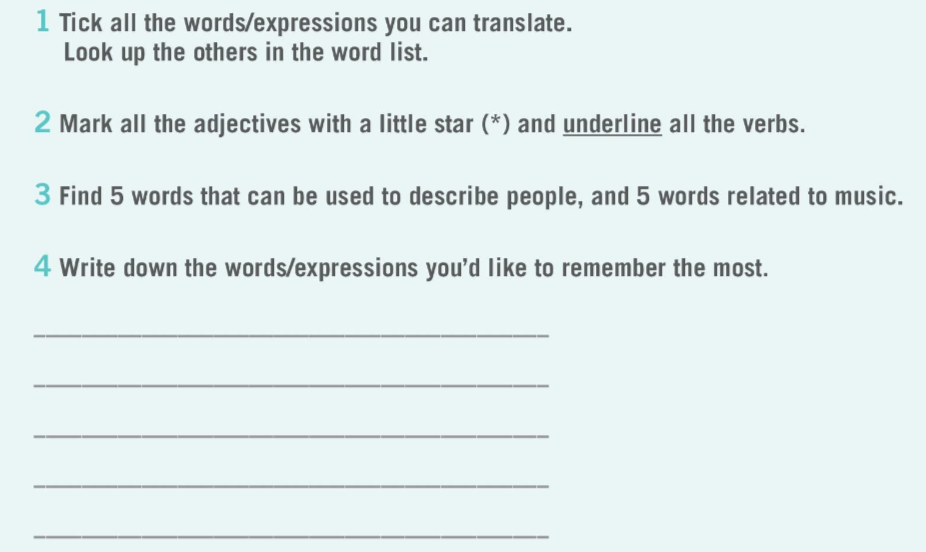 1 Tick all the words/expressions you can translate.
Look up the others in the word list.
2 Mark all the adjectives with a little star (*) and underline all the verbs.
3 Find 5 words that can be used to describe people, and 5 words related to music.
4 Write down the words/expressions you'd like to remember the most.